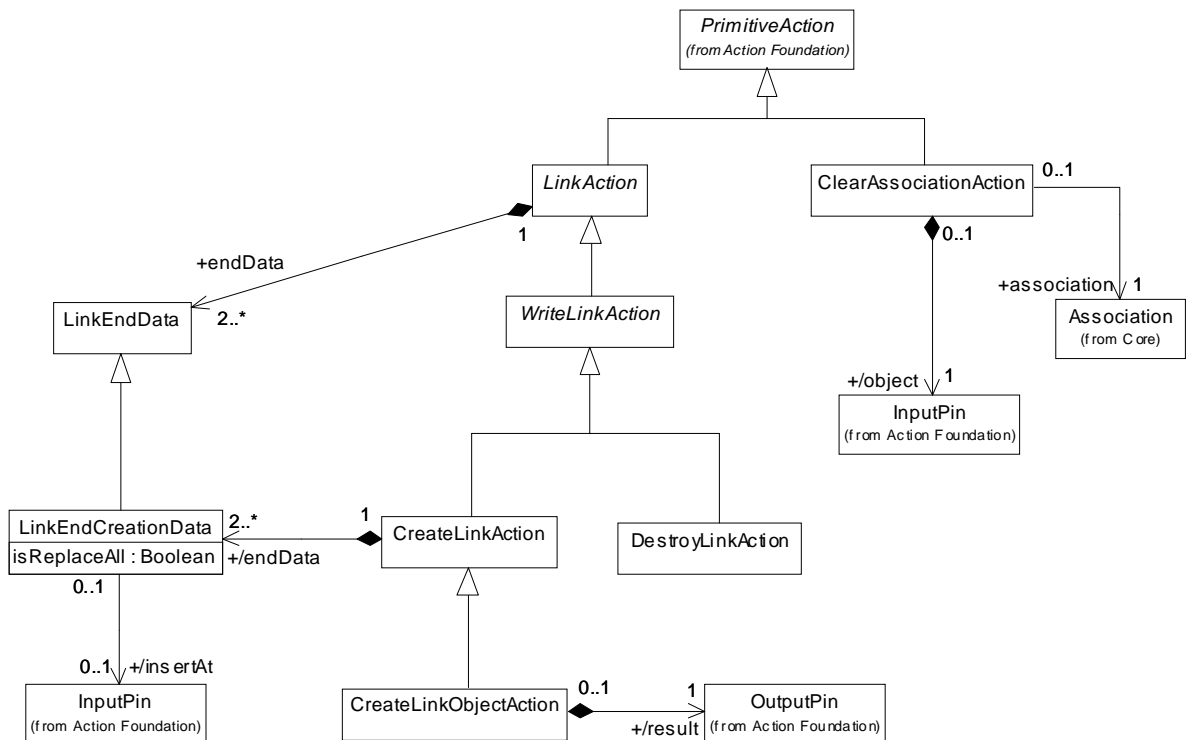 PrimitiveAction
(from Action Foundation)
LinkAction
ClearAssociationAction
0..1
1
0..1
+endData
+association
1
LinkEndData
2..*
WriteLinkAction
Association
(from Core)
+/object
1
InputPin
(from Action Foundation)
LinkEndCreationData
2..*
1
CreateLinkAction
DestroyLinkAction
isReplaceAll : Boolean
+/endData
0..1
0..1
+/insertAt
InputPin
(from Action Foundation)
CreateLinkObjectAction
0..1
1
OutputPin
(from Action Foundation)
+/result